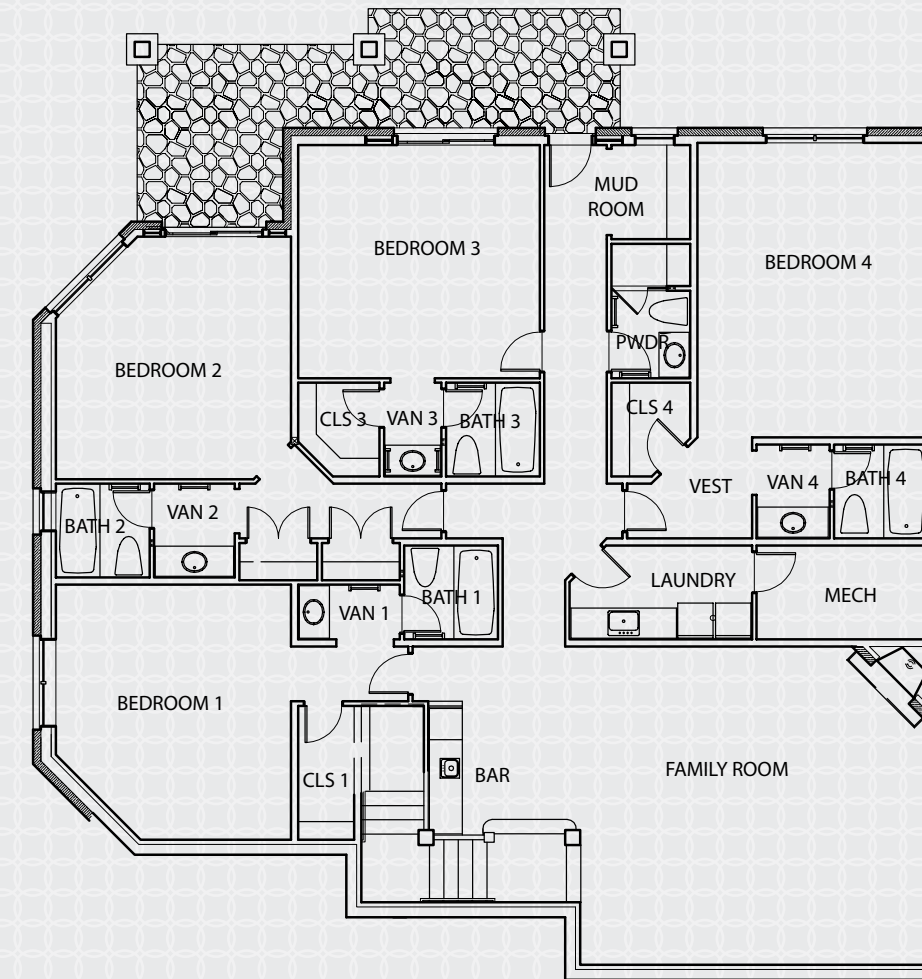 MUD
ROOM
BEDROOM 3
BEDROOM 4
PWDR
BEDROOM 2
CLS 3
VAN 3
BATH 3
CLS 4
VEST
VAN 4
BATH 4
BATH 2
VAN 2
LAUNDRY
MECH
VAN 1
BATH 1
BEDROOM 1
CLS 1
BAR
FAMILY ROOM